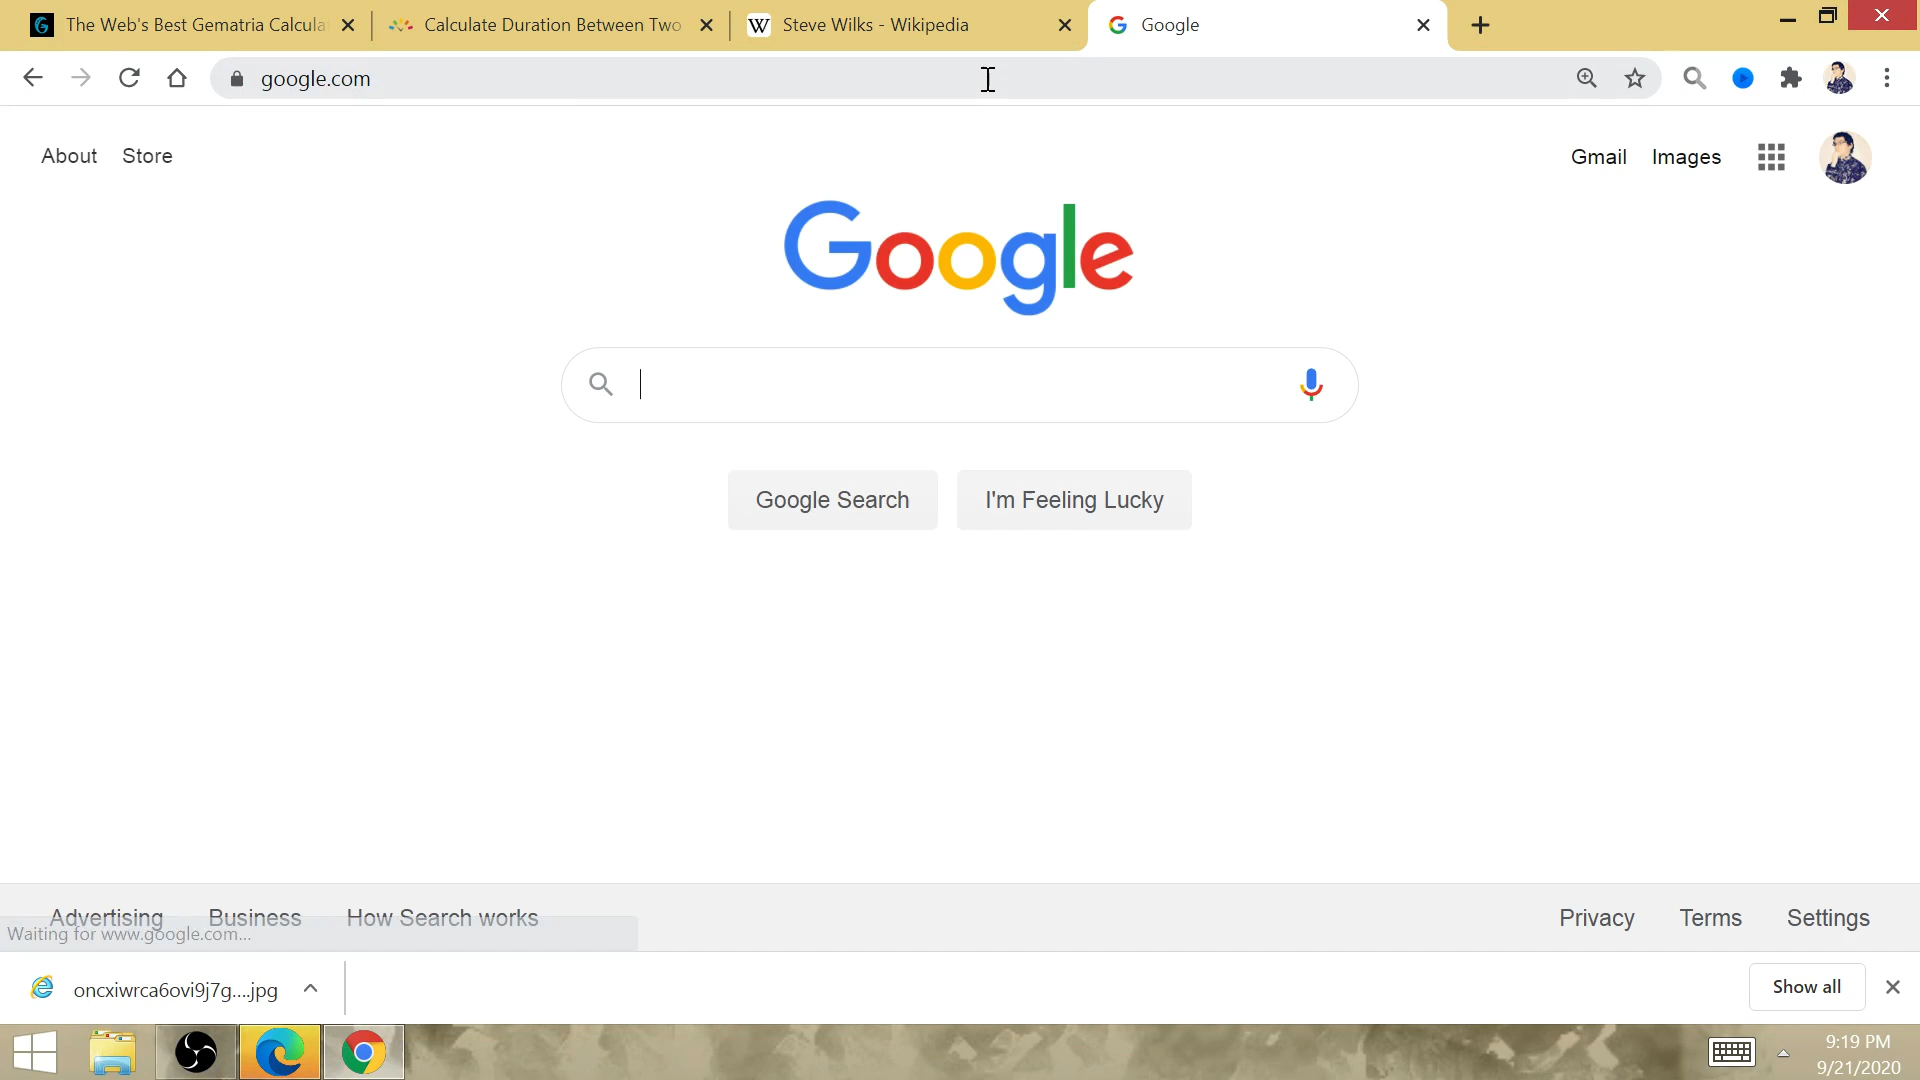 The Web's Best Gematria Calcula
Calculate Duration Between Two
Steve Wilks - Wikipedia
Google
google.com
About Store
Gmail Images
Google
Google Search I'm Feeling Lucky
Advertising Business How Search works
Privacy Terms Settings
Waiting for www.google.com...
oncxiwrca6ovi9j7g....jpg
Show all
9:19 PM
9/21/2020